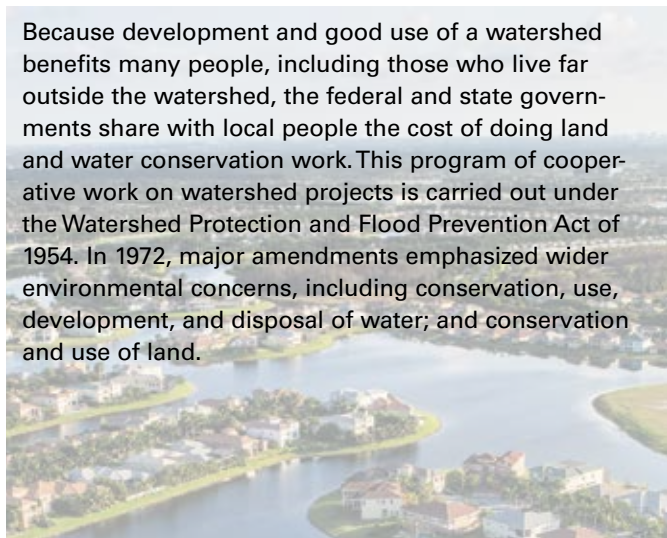 Because development and good use of a watershed
benefits many people, including those who live far
outside the watershed, the federal and state govern-
ments share with local people the cost of doing land
and water conservation work. This program of cooper-
ative work on watershed projects is carried out under
the Watershed Protection and Flood Prevention Act of
1954. In 1972, major amendments emphasized wider
environmental concerns, including conservation, use,
development, and disposal of water; and conservation
and use of land.